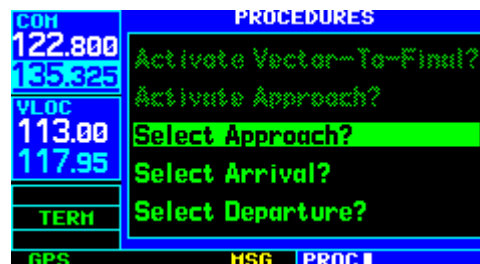 COM
122.800
135.325
VLOC
113.00
117.95
TERM
GPS
PROCEDURES
Activate Vector-To-Final?
Activate Approach?
Select Approach?
Select Arrival?
Select Departure?
MSG
PROC